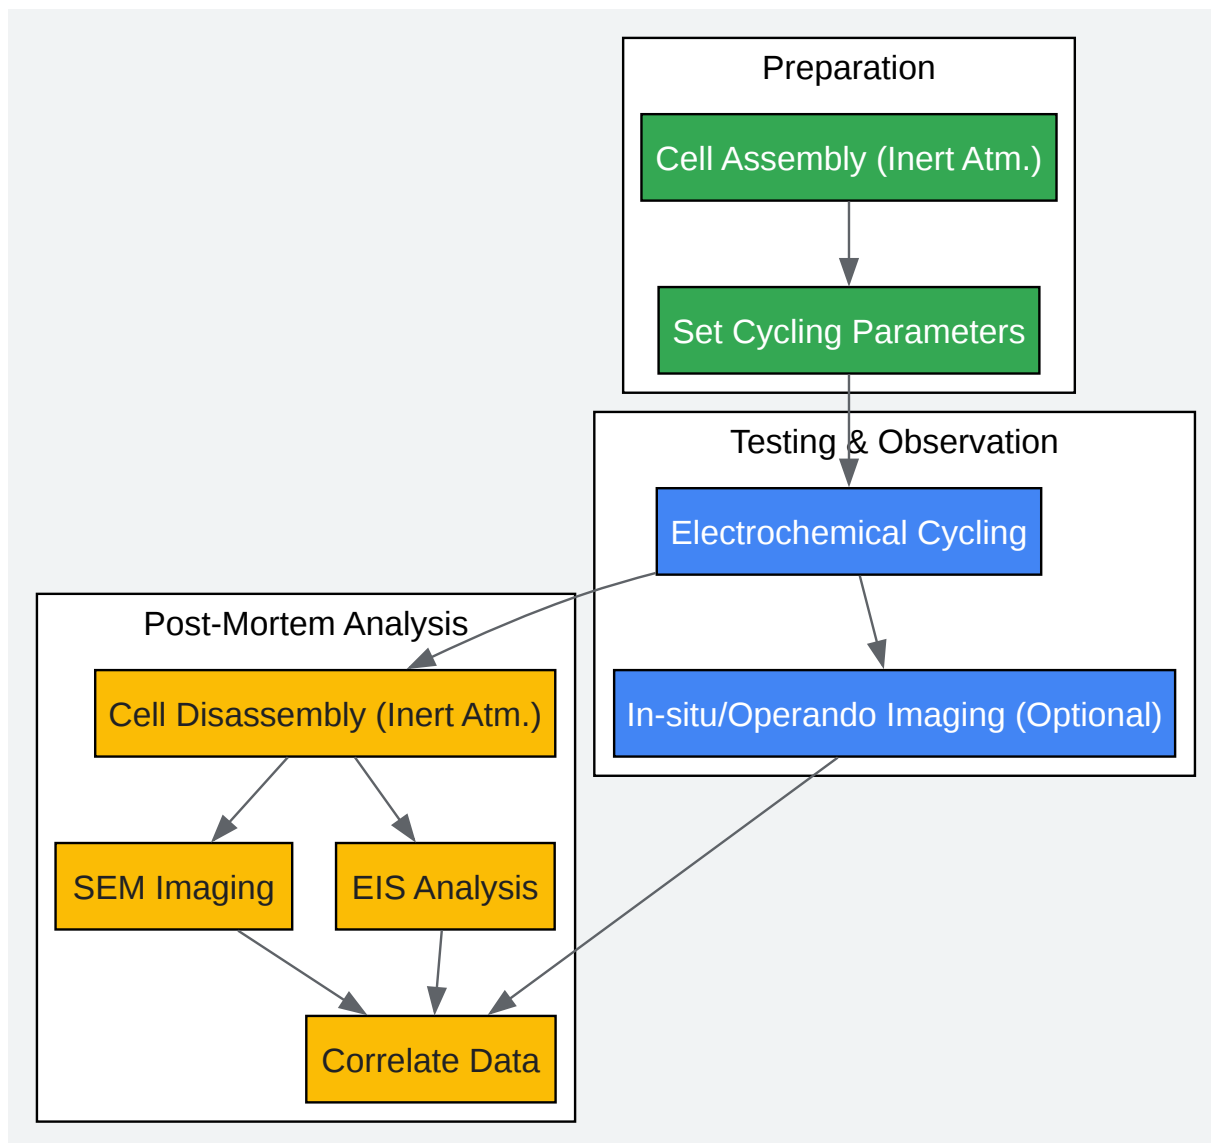 Preparation
Cell Assembly (Inert Atm.)
Set Cycling Parameters
Testing & Observation
Electrochemical Cycling
In-situ/Operando Imaging (Optional)
Post-Mortem Analysis
Cell Disassembly (Inert Atm.)
SEM Imaging
EIS Analysis
Correlate Data